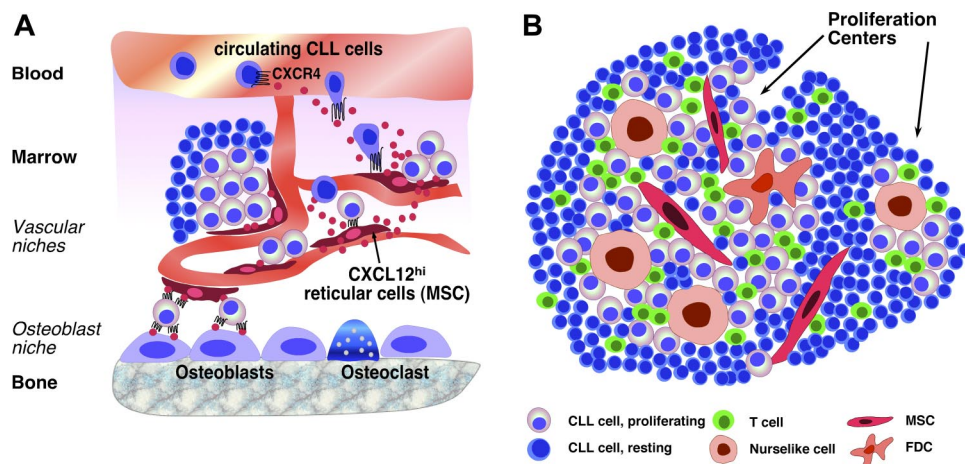 A
circulating CLL cells
Blood
CXCR4
Marrow
Vascular
niches
CXCL12hi
reticular cells (MSC)
Osteoblast
niche
Osteoblasts
Osteoclast
Bone
B
Proliferation
Centers
CLL cell, proliferating
T cell
MSC
CLL cell, resting
Nurselike cell
FDC